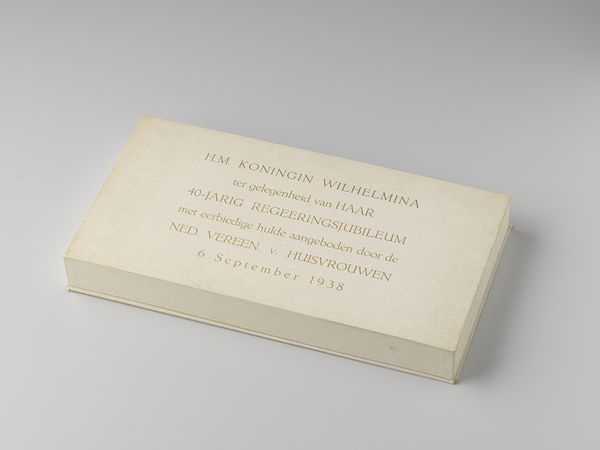 H.M. KONINGIN WILHELMINA
ter gelegenheid van HAAR
40-JARIG REGEERINGSJUBILEUM
met eerbiedige hulde aangeboden door de
NED. VEREEN. v. HUISVROUWEN
6 September 1938